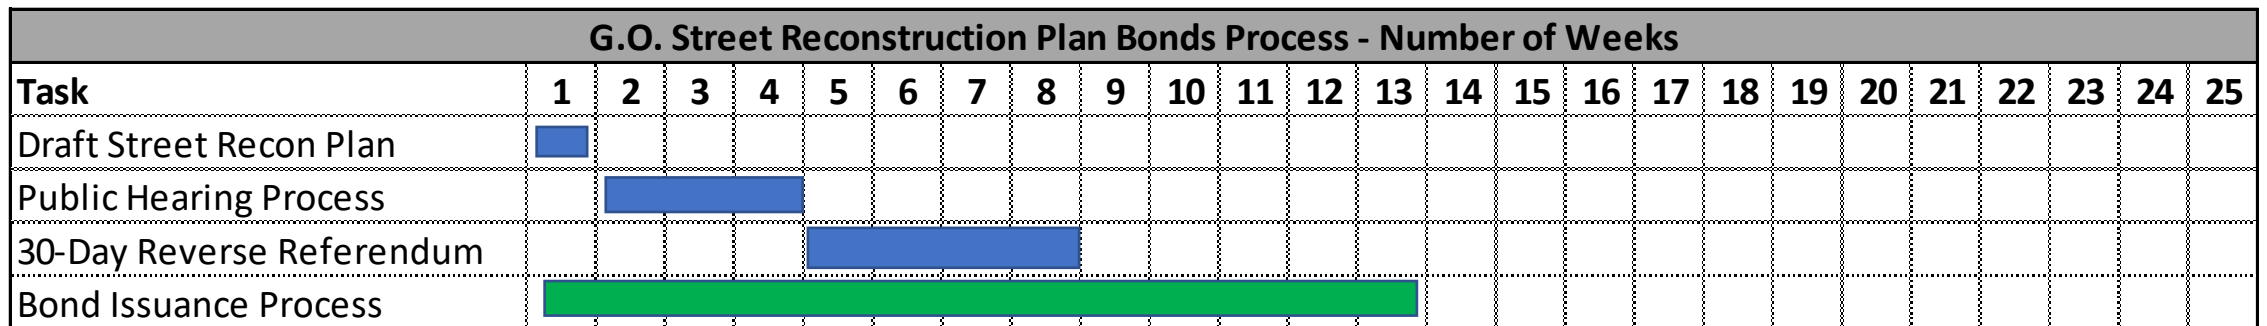 G.O. Street Reconstruction Plan Bonds Process - Number of Weeks
Task 1 2 3 4 5 6 7 8 9 10 11 12 13 14 15 16 17 18 19 20 21 22 23 24 25
Draft Street Recon Plan
Public Hearing Process
30-Day Reverse Referendum
Bond Issuance Process